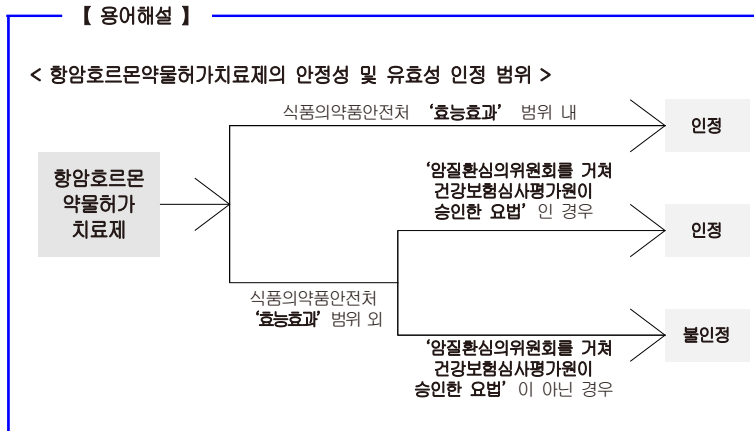 【 용어해설 】
< 항암호르몬약물허가치료제의 안정성 및 유효성 인정 범위 >
식품의약품안전처 ‘효능효과’ 범위 내
인정
항암호르몬
약물허가
치료제
‘암질환심의위원회를 거쳐
건강보험심사평가원이
승인한 요법’ 인 경우
인정
식품의약품안전처
‘효능효과’ 범위 외
불인정
‘암질환심의위원회를 거쳐
건강보험심사평가원이
승인한 요법’ 이 아닌 경우